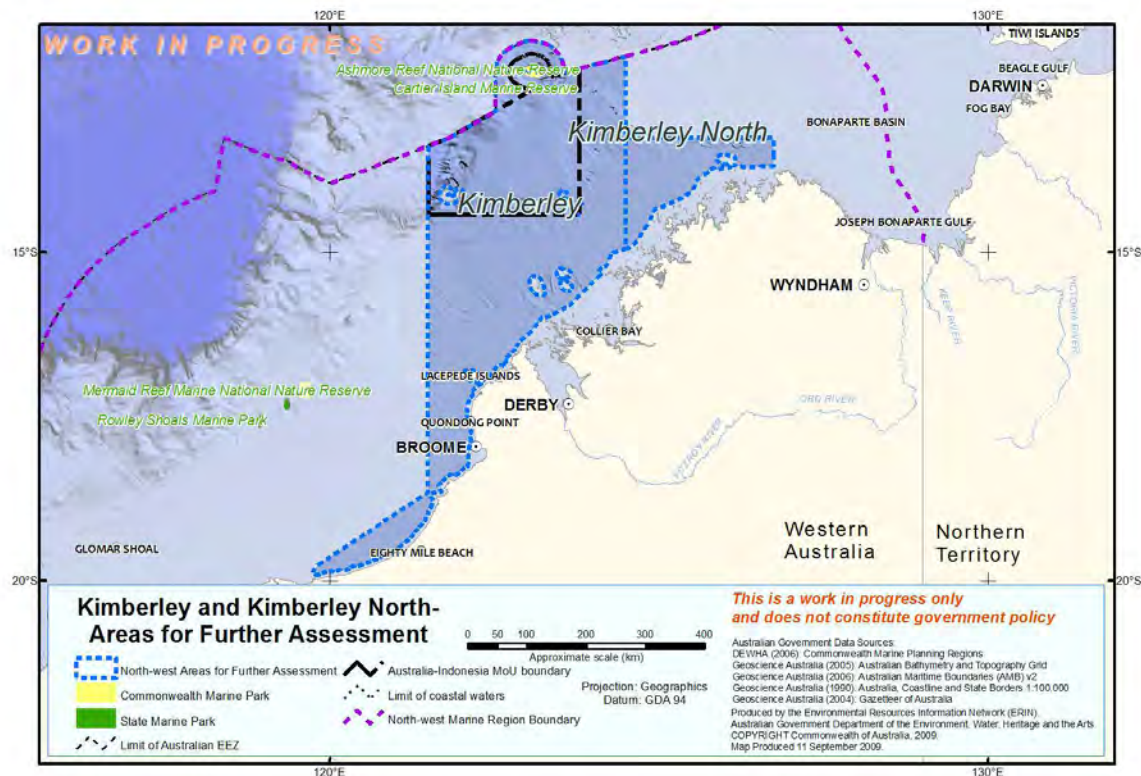 120°E
130°E
WORK IN PROGRESS
TIWI ISLANDS
Ashmore Reef National Nature Reserve
Cartier Island Marine Reserve
BEAGLE GULF
DARWIN
FOG BAY
Kimberley North
BONAPARTE BASIN
Kimberley
JOSEPH BONAPARTE GULF
15°S
15°S
WYNDHAM
KEEP RIVER
VICTORIA RIVER
COLLIER BAY
LACEPEDE ISLANDS
Mermaid Reef Marine National Nature Reserve
DERBY
ORD RIVER
Rowley Shoals Marine Park
QUONDONG POINT
FITZROY RIVER
BROOME
Western
Australia
Northern
Territory
GLOMAR SHOAL
EIGHTY MILE BEACH
20°S
20°S
Kimberley and Kimberley North-
Areas for Further Assessment
0 50 100 200 300 400
Approximate scale (km)
North-west Areas for Further Assessment
Commonwealth Marine Park
State Marine Park
Limit of Australian EEZ
Australia-Indonesia MoU boundary
Limit of coastal waters
North-west Marine Region Boundary
Projection: Geographics
Datum: GDA 94
This is a work in progress only
and does not constitute government policy
Australian Government Data Sources:
DEWHA (2006): Commonwealth Marine Planning Regions
Geoscience Australia (2005): Australian Bathymetry and Topography Grid
Geoscience Australia (2006): Australian Maritime Boundaries (AMB) v2
Geoscience Australia (1990): Australia, Coastline and State Borders 1:100,000
Geoscience Australia (2004): Gazetteer of Australia
Produced by the Environmental Resources Information Network (ERIN).
Australian Government Department of the Environment, Water, Heritage and the Arts
COPYRIGHT Commonwealth of Australia, 2009.
Map Produced 11 September 2009.
120°E
130°E